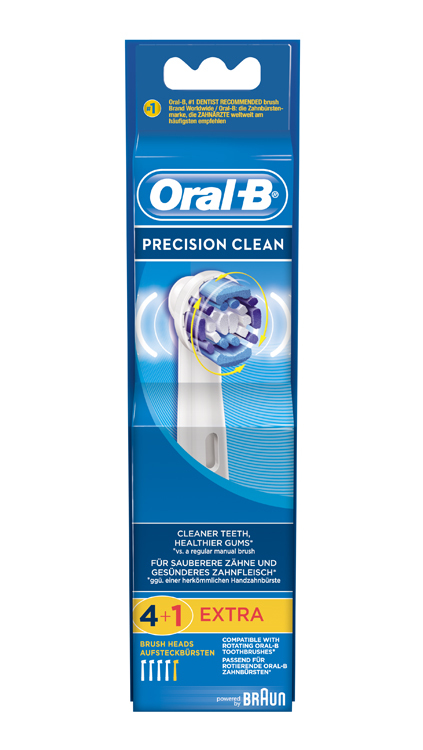 #1
Oral-B, #1 DENTIST RECOMMENDED brush
Brand Worldwide / Oral-B: die Zahnbürsten-
marke, die ZAHNÄRZTE weltweit am
häufigsten empfehlen
Oral-B®
PRECISION CLEAN
CLEANER TEETH,
HEALTHIER GUMS*
*vs. a regular manual brush
FÜR SAUBERERE ZÄHNE UND
GESÜNDERES ZAHNFLEISCH*
*ggü. einer herkömmlichen Handzahnbürste
4+1 EXTRA
BRUSH HEADS
AUFSTECKBÜRSTEN
COMPATIBLE WITH
ROTATING ORAL-B
TOOTHBRUSHES*
PASSEND FÜR
ROTIERENDE ORAL-B
ZAHNBÜRSTEN*
powered by BRAUN